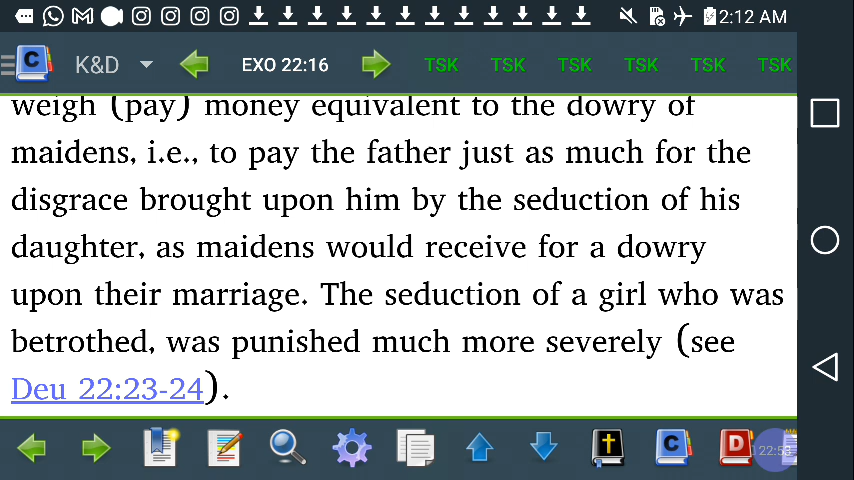 2:12 AM
K&D EXO 22:16 TSK TSK TSK TSK TSK TSK
weigh (pay) money equivalent to the dowry of
maidens, i.e., to pay the father just as much for the
disgrace brought upon him by the seduction of his
daughter, as maidens would receive for a dowry
upon their marriage. The seduction of a girl who was
betrothed, was punished much more severely (see
Deu 22:23-24).
C D 22:53